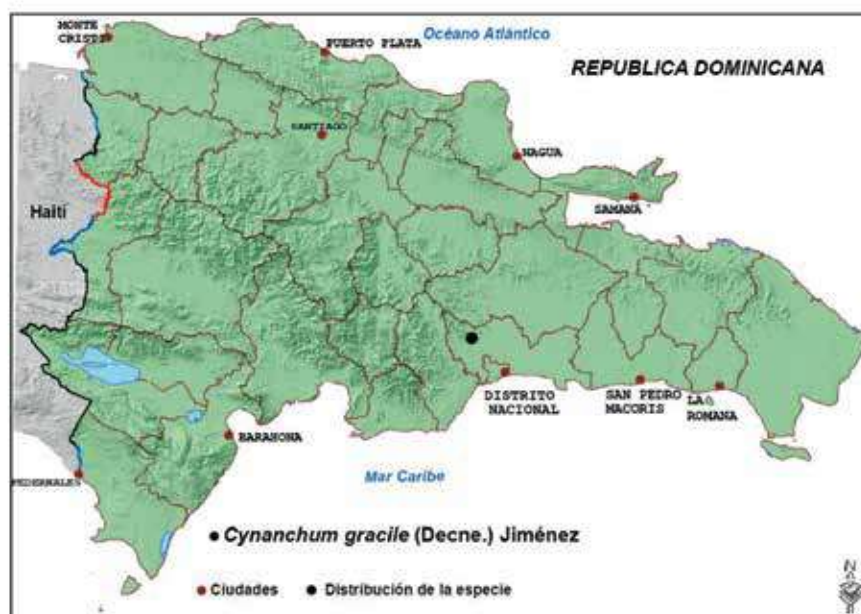 MONTE
CRISTI
PUERTO PLATA
Océano Atlántico
REPUBLICA DOMINICANA
SANTIAGO
NAGUA
Haití
SAMANA
DISTRITO
NACIONAL
SAN PEDRO
MACORIS
LA
ROMANA
BARAHONA
Mar Caribe
PEDERNALES
Cynanchum gracile (Decne.) Jiménez
Ciudades
Distribución de la especie
N